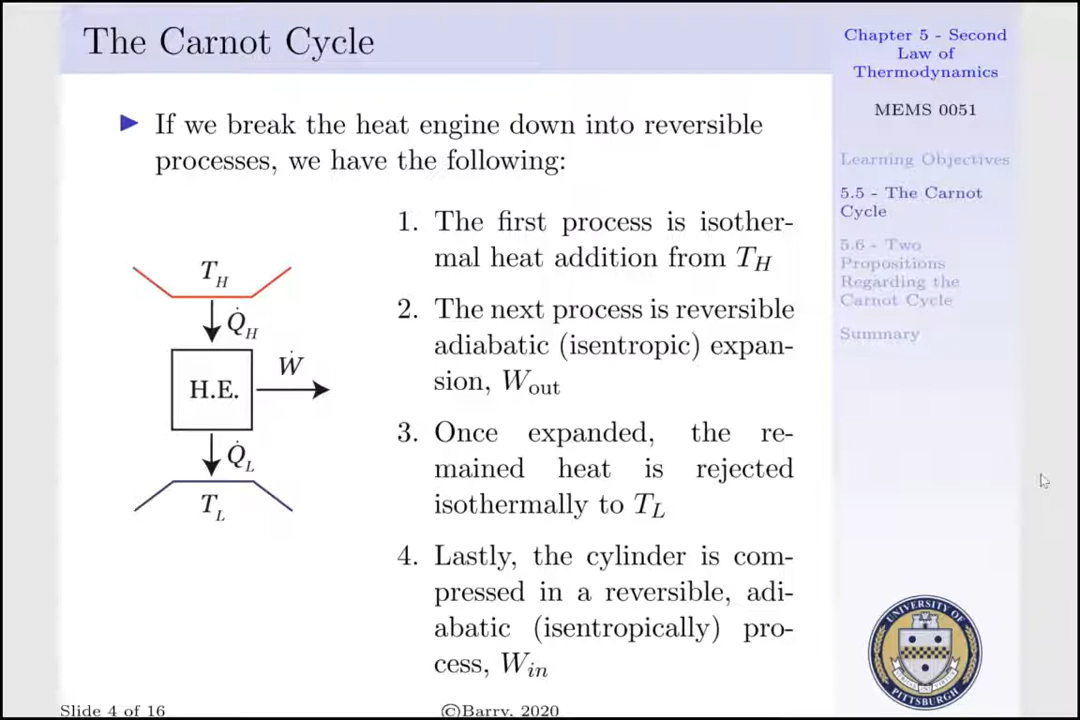 The Carnot Cycle
If we break the heat engine down into reversible
processes, we have the following:
1. The first process is isother-
mal heat addition from T_H
2. The next process is reversible
adiabatic (isentropic) expan-
sion, W_out
3. Once expanded, the re-
mained heat is rejected
isothermally to T_L
4. Lastly, the cylinder is com-
pressed in a reversible, adi-
abatic (isentropically) pro-
cess, W_in
T_H
Q̇_H
Ẇ
H.E.
Q̇_L
T_L
Chapter 5 - Second
Law of
Thermodynamics
MEMS 0051
Learning Objectives
5.5 - The Carnot
Cycle
5.6 - Two
Propositions
Regarding the
Carnot Cycle
Summary
UNIVERSITY OF
PITTSBURGH
Slide 4 of 16
©Barry, 2020